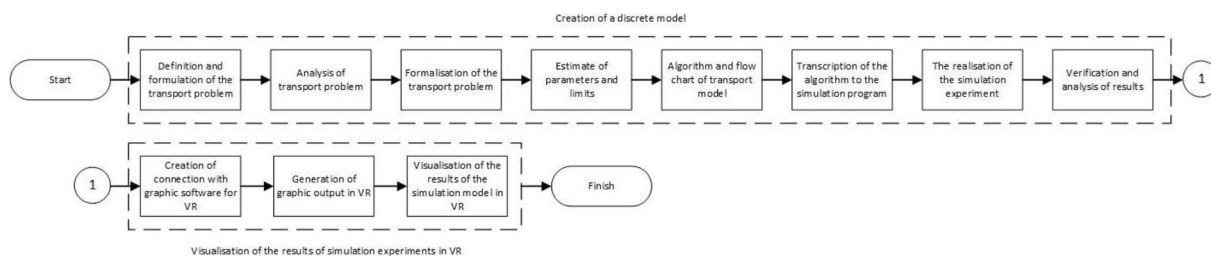 Creation of a discrete model
Start
Definition and
formulation of the
transport problem
Analysis of
transport problem
Formalisation of the
transport problem
Estimate of
parameters and
limits
Algorithm and flow
chart of transport
model
Transcription of the
algorithm to the
simulation program
The realisation of
the simulation
experiment
Verification and
analysis of results
1
1
Creation of
connection with
graphic software for
VR
Generation of
graphic output in VR
Visualisation of the
results of the
simulation model in
VR
Finish
Visualisation of the results of simulation experiments in VR